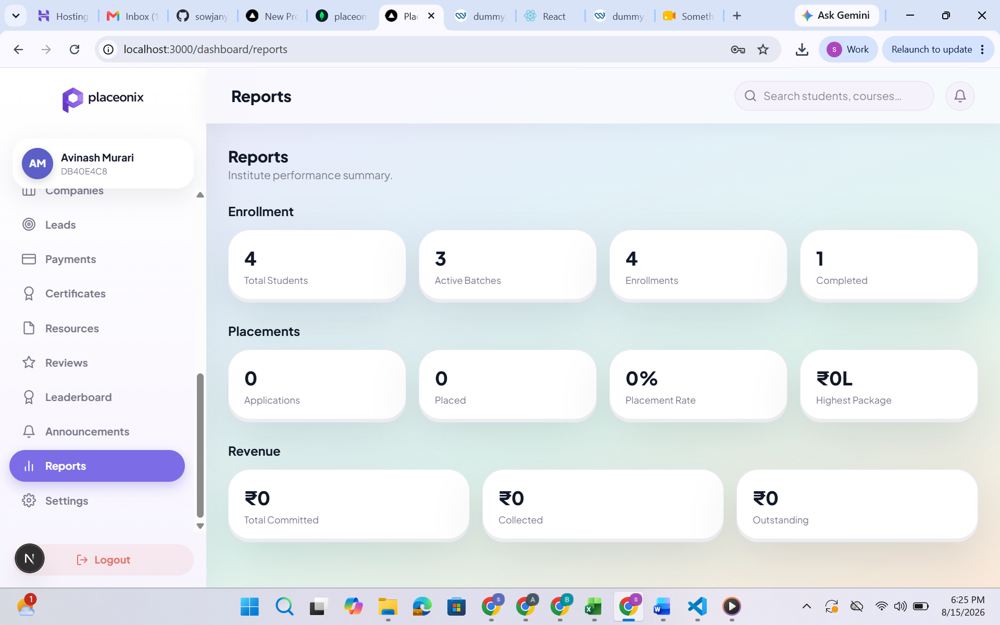 Hosting
Inbox (1
sowjany
New Pro
placeon
Plac
dummy.
React
dummy
Someth
Ask Gemini
localhost:3000/dashboard/reports
S
Work
Relaunch to update
placeonix
Reports
Search students, courses...
AM
Avinash Murari
DB40E4C8
Companies
Leads
Payments
Certificates
Resources
Reviews
Leaderboard
Announcements
Reports
Settings
N
Logout
Reports
Institute performance summary.
Enrollment
4
Total Students
3
Active Batches
4
Enrollments
1
Completed
Placements
0
Applications
0
Placed
0%
Placement Rate
₹0L
Highest Package
Revenue
₹0
Total Committed
₹0
Collected
₹0
Outstanding
1
S
A
B
S
6:25 PM
8/15/2026